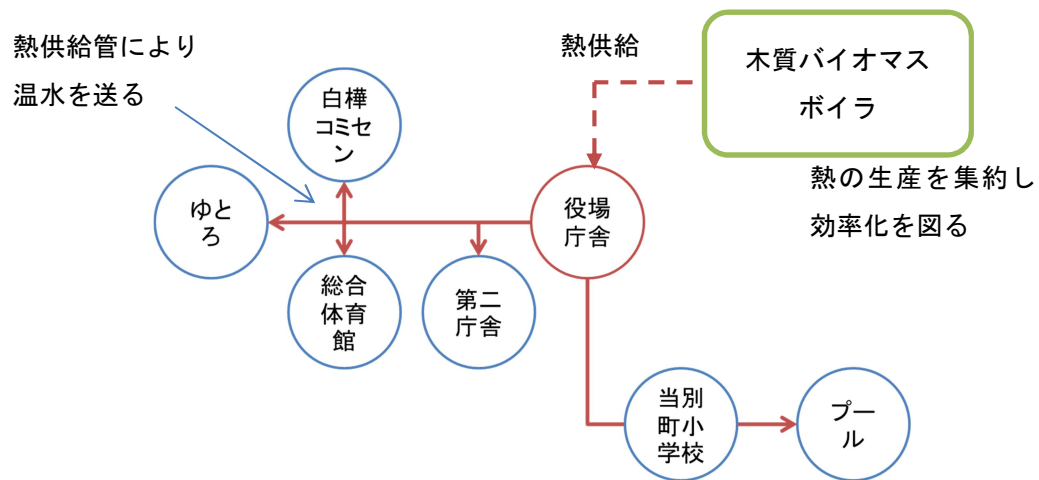 熱供給管により
温水を送る
熱供給
木質バイオマス
ボイラ
白樺
コミセ
ン
熱の生産を集約し
効率化を図る
ゆと
ろ
役場
庁舎
総合
体育
館
第二
庁舎
当別
町小
学校
プー
ル